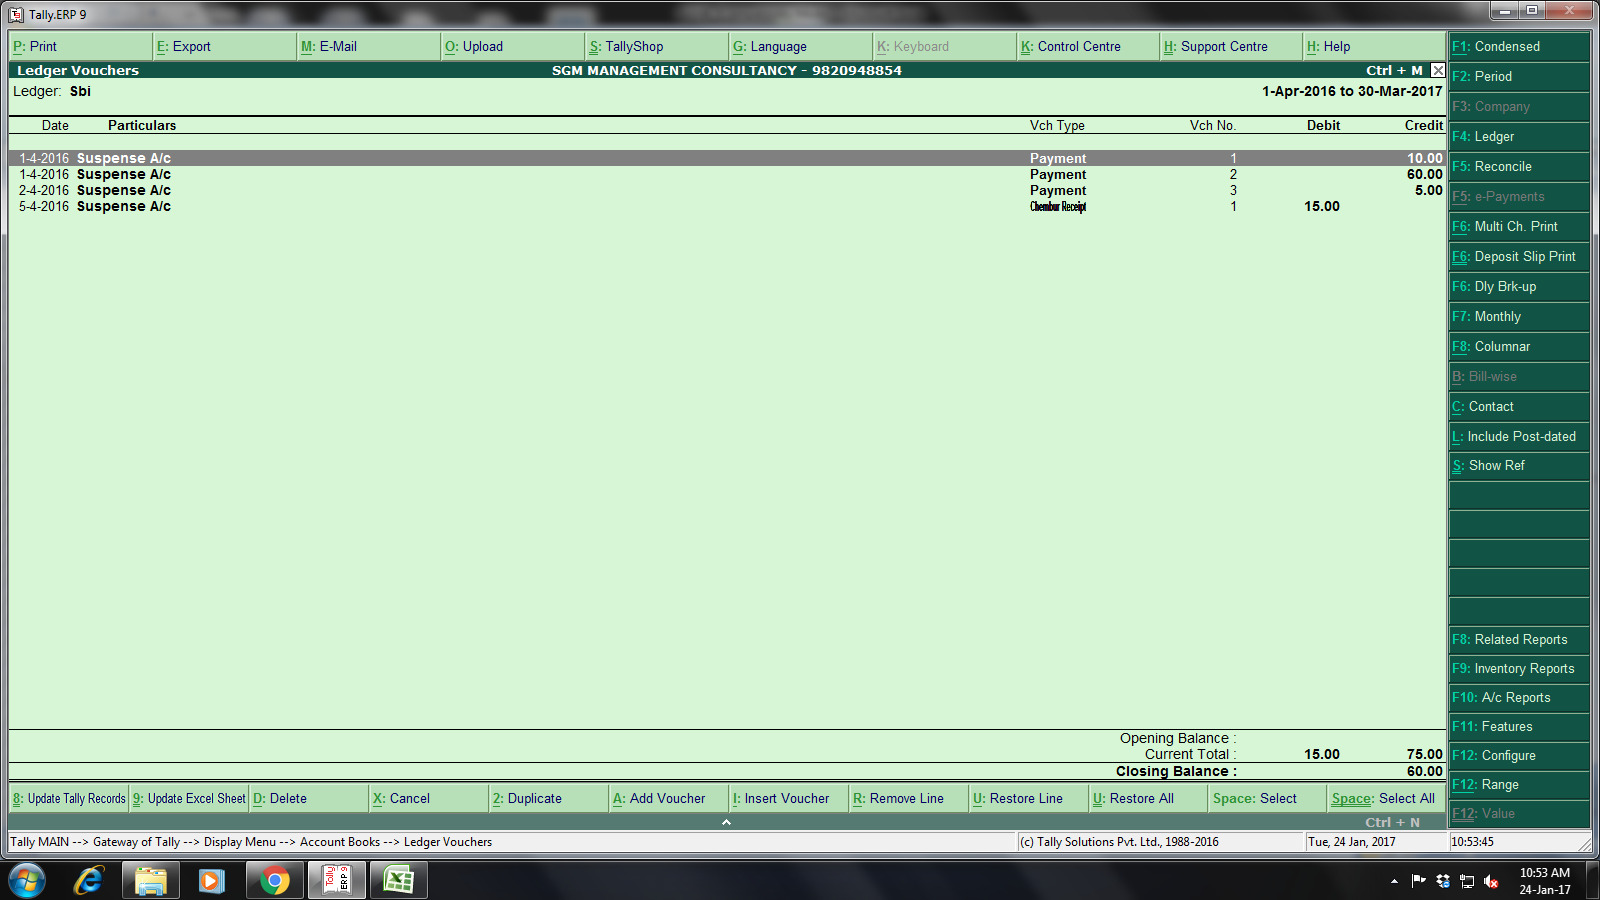 Tally.ERP 9
P: Print E: Export M: E-Mail O: Upload S: TallyShop G: Language K: Keyboard K: Control Centre H: Support Centre H: Help
Ledger Vouchers SGM MANAGEMENT CONSULTANCY - 9820948854 Ctrl + M
Ledger: Sbi 1-Apr-2016 to 30-Mar-2017
Date Particulars Vch Type Vch No. Debit Credit
1-4-2016 Suspense A/c Payment 1 10.00
1-4-2016 Suspense A/c Payment 2 60.00
2-4-2016 Suspense A/c Payment 3 5.00
5-4-2016 Suspense A/c Chembur Receipt 1 15.00
Opening Balance :
Current Total : 15.00 75.00
Closing Balance : 60.00
8: Update Tally Records 9: Update Excel Sheet D: Delete X: Cancel 2: Duplicate A: Add Voucher I: Insert Voucher R: Remove Line U: Restore Line U: Restore All Space: Select Space: Select All
Ctrl + N
F1: Condensed
F2: Period
F3: Company
F4: Ledger
F5: Reconcile
F5: e-Payments
F6: Multi Ch. Print
F6: Deposit Slip Print
F6: Dly Brk-up
F7: Monthly
F8: Columnar
B: Bill-wise
C: Contact
L: Include Post-dated
S: Show Ref
F8: Related Reports
F9: Inventory Reports
F10: A/c Reports
F11: Features
F12: Configure
F12: Range
F12: Value
Tally MAIN --> Gateway of Tally --> Display Menu --> Account Books --> Ledger Vouchers (c) Tally Solutions Pvt. Ltd., 1988-2016 Tue, 24 Jan, 2017 10:53:45
Tally
ERP 9
10:53 AM
24-Jan-17